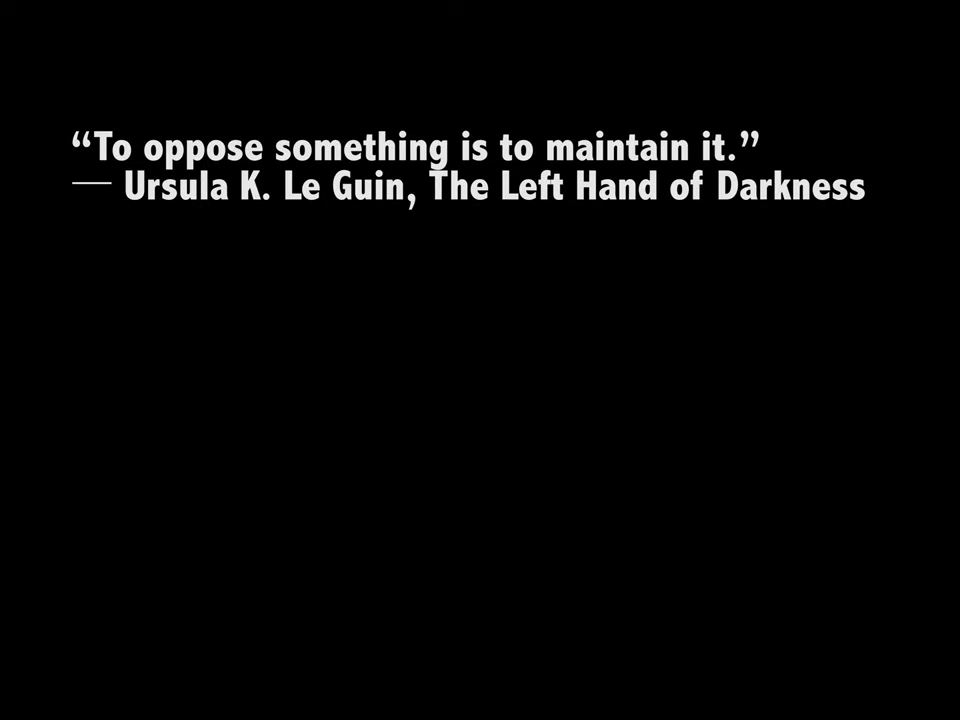 “To oppose something is to maintain it.”
— Ursula K. Le Guin, The Left Hand of Darkness